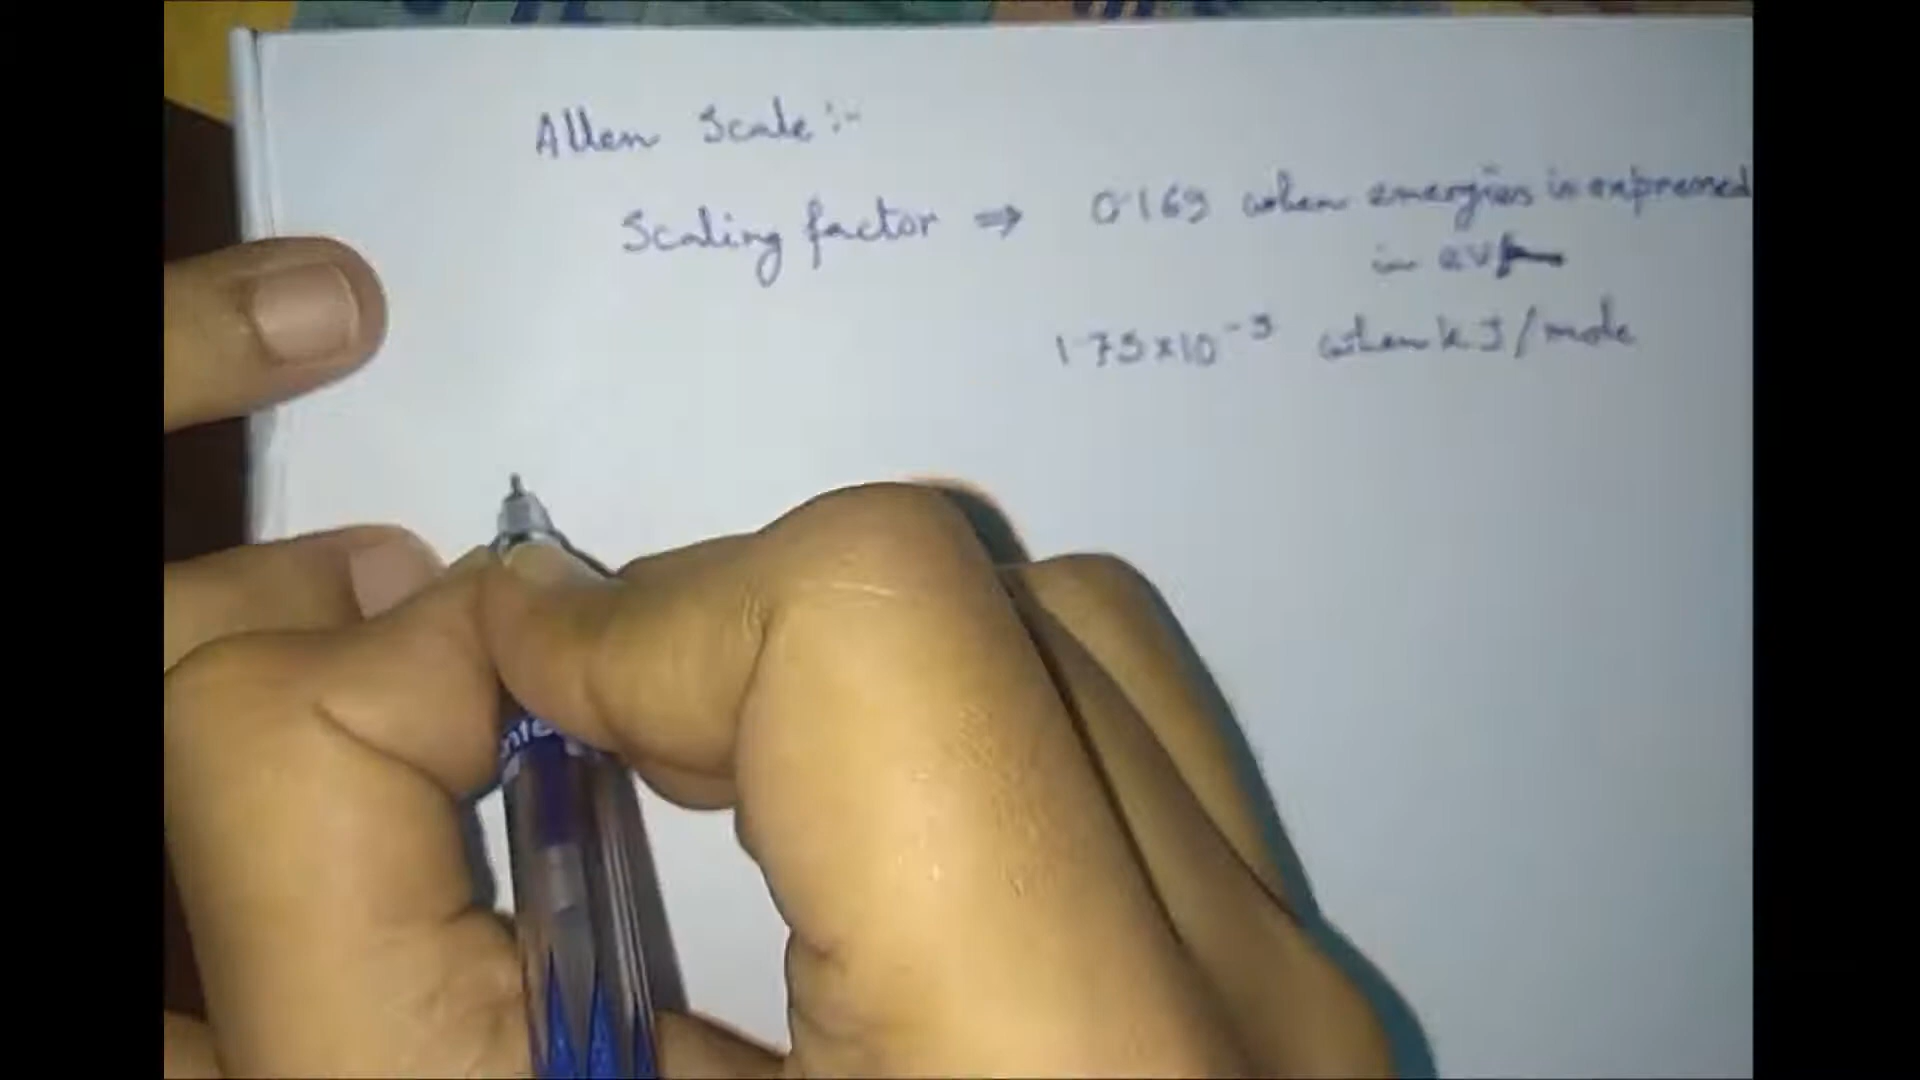 Allen Scale :-
Scaling factor ⇒ 0.169 when energies is expressed
in eV
1.75×10⁻³ when kJ/mole